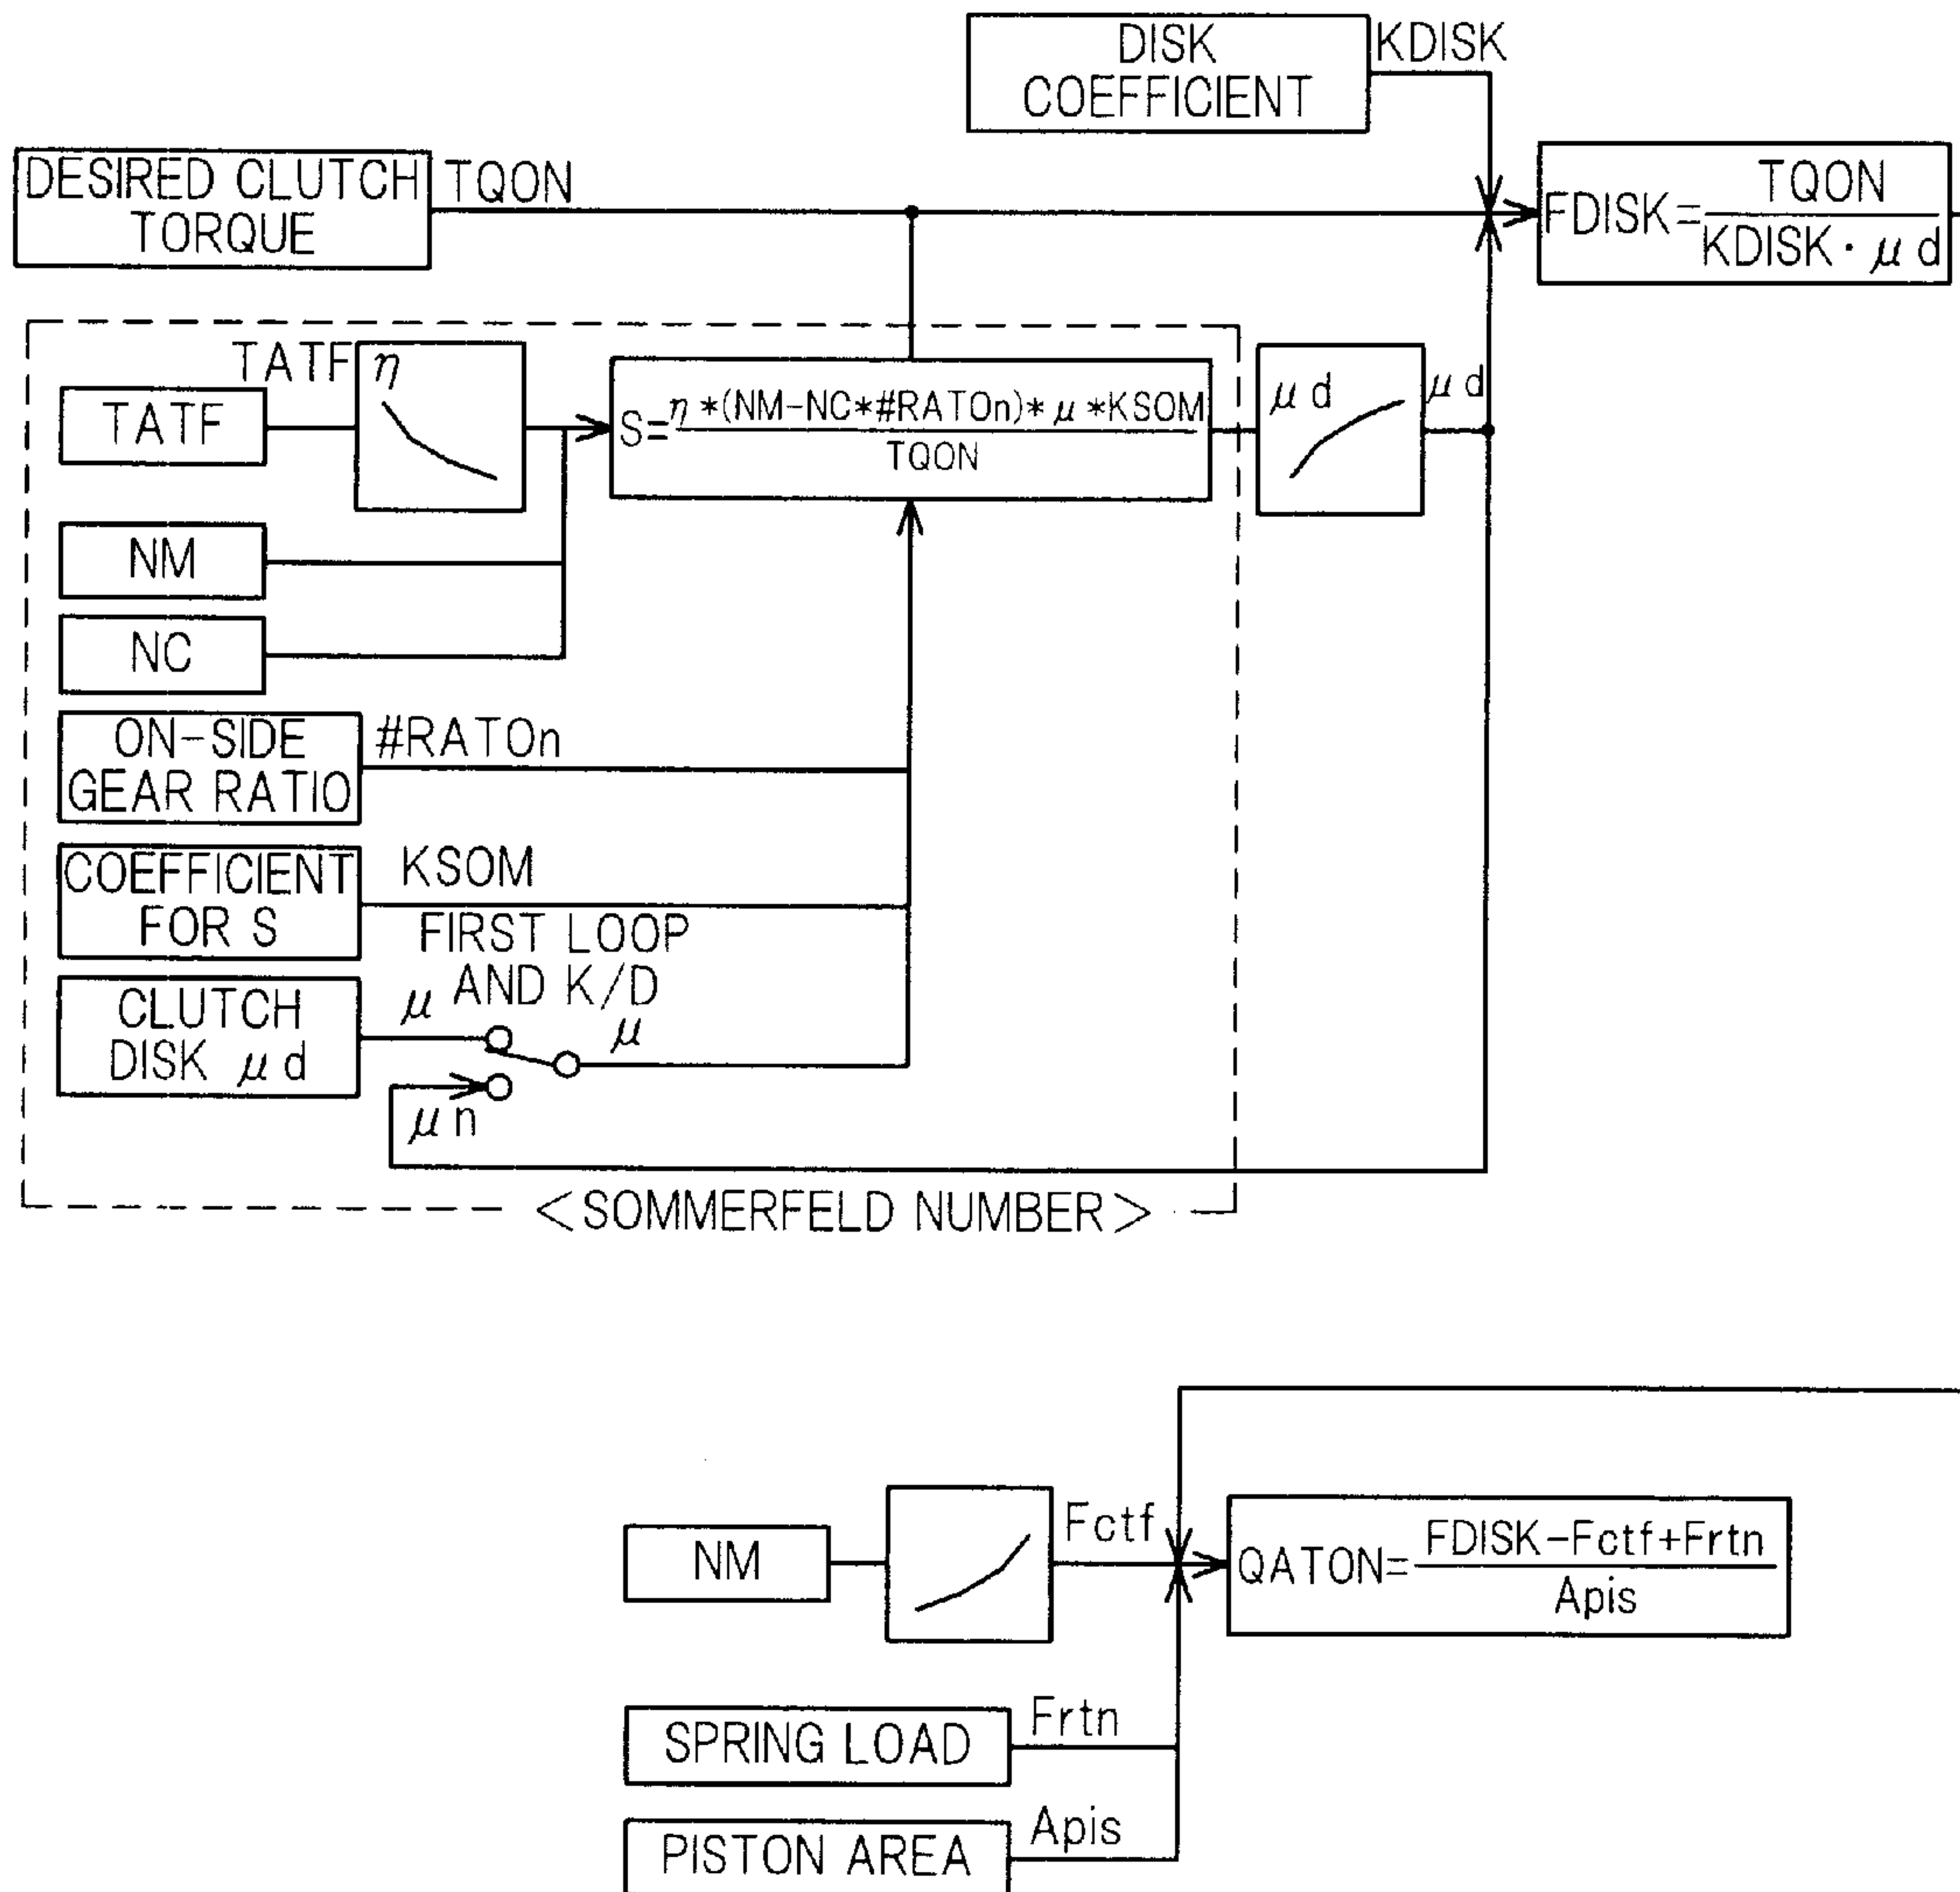 DISK
COEFFICIENT
KDISK
DESIRED CLUTCH
TORQUE
TQON
FDISK=TQON/KDISK·μd
TATF
TATF
η
S=η*(NM-NC*#RATOn)*μ*KSOM/TQON
μd
μd
NM
NC
ON-SIDE
GEAR RATIO
#RATOn
COEFFICIENT
FOR S
KSOM
FIRST LOOP
AND K/D
CLUTCH
DISK μd
μ
μ
μn
<SOMMERFELD NUMBER>
NM
Fctf
QATON=FDISK-Fctf+Frtn/Apis
SPRING LOAD
Frtn
PISTON AREA
Apis